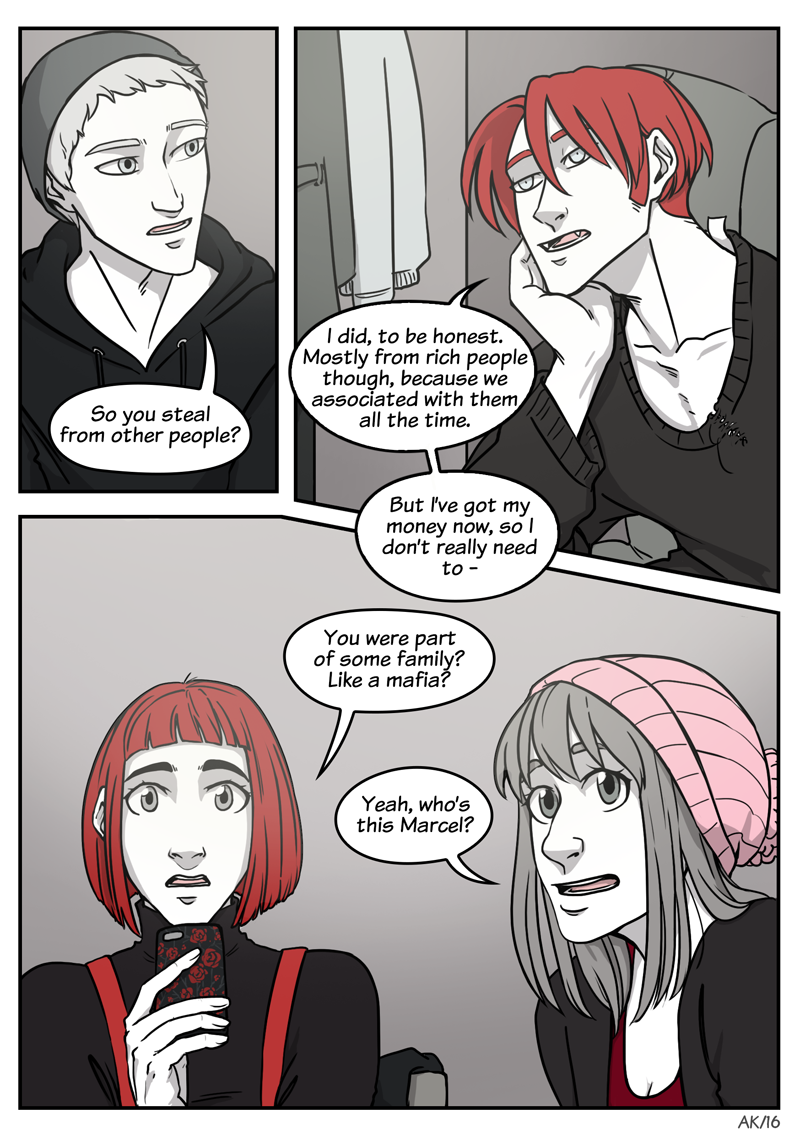 So you steal
from other people?
I did, to be honest.
Mostly from rich people
though, because we
associated with them
all the time.
But I've got my
money now, so I
don't really need
to -
You were part
of some family?
Like a mafia?
Yeah, who's
this Marcel?
AK/16